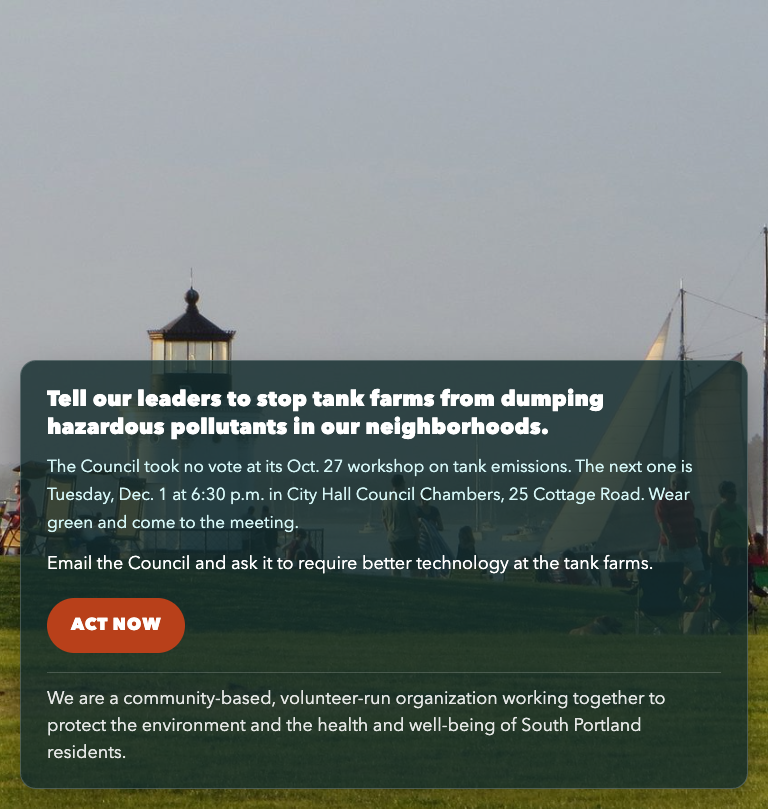 Tell our leaders to stop tank farms from dumping
hazardous pollutants in our neighborhoods.
The Council took no vote at its Oct. 27 workshop on tank emissions. The next one is
Tuesday, Dec. 1 at 6:30 p.m. in City Hall Council Chambers, 25 Cottage Road. Wear
green and come to the meeting.
Email the Council and ask it to require better technology at the tank farms.
ACT NOW
We are a community-based, volunteer-run organization working together to
protect the environment and the health and well-being of South Portland
residents.